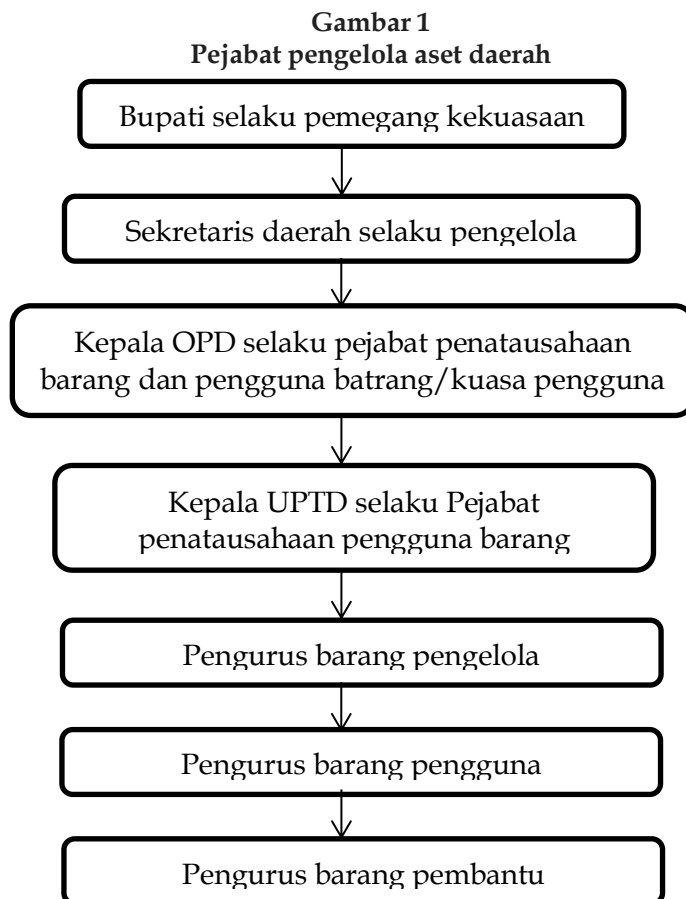 Gambar 1
Pejabat pengelola aset daerah
Bupati selaku pemegang kekuasaan
Sekretaris daerah selaku pengelola
Kepala OPD selaku pejabat penatausahaan
barang dan pengguna batrang/kuasa pengguna
Kepala UPTD selaku Pejabat
penatausahaan pengguna barang
Pengurus barang pengelola
Pengurus barang pengguna
Pengurus barang pembantu